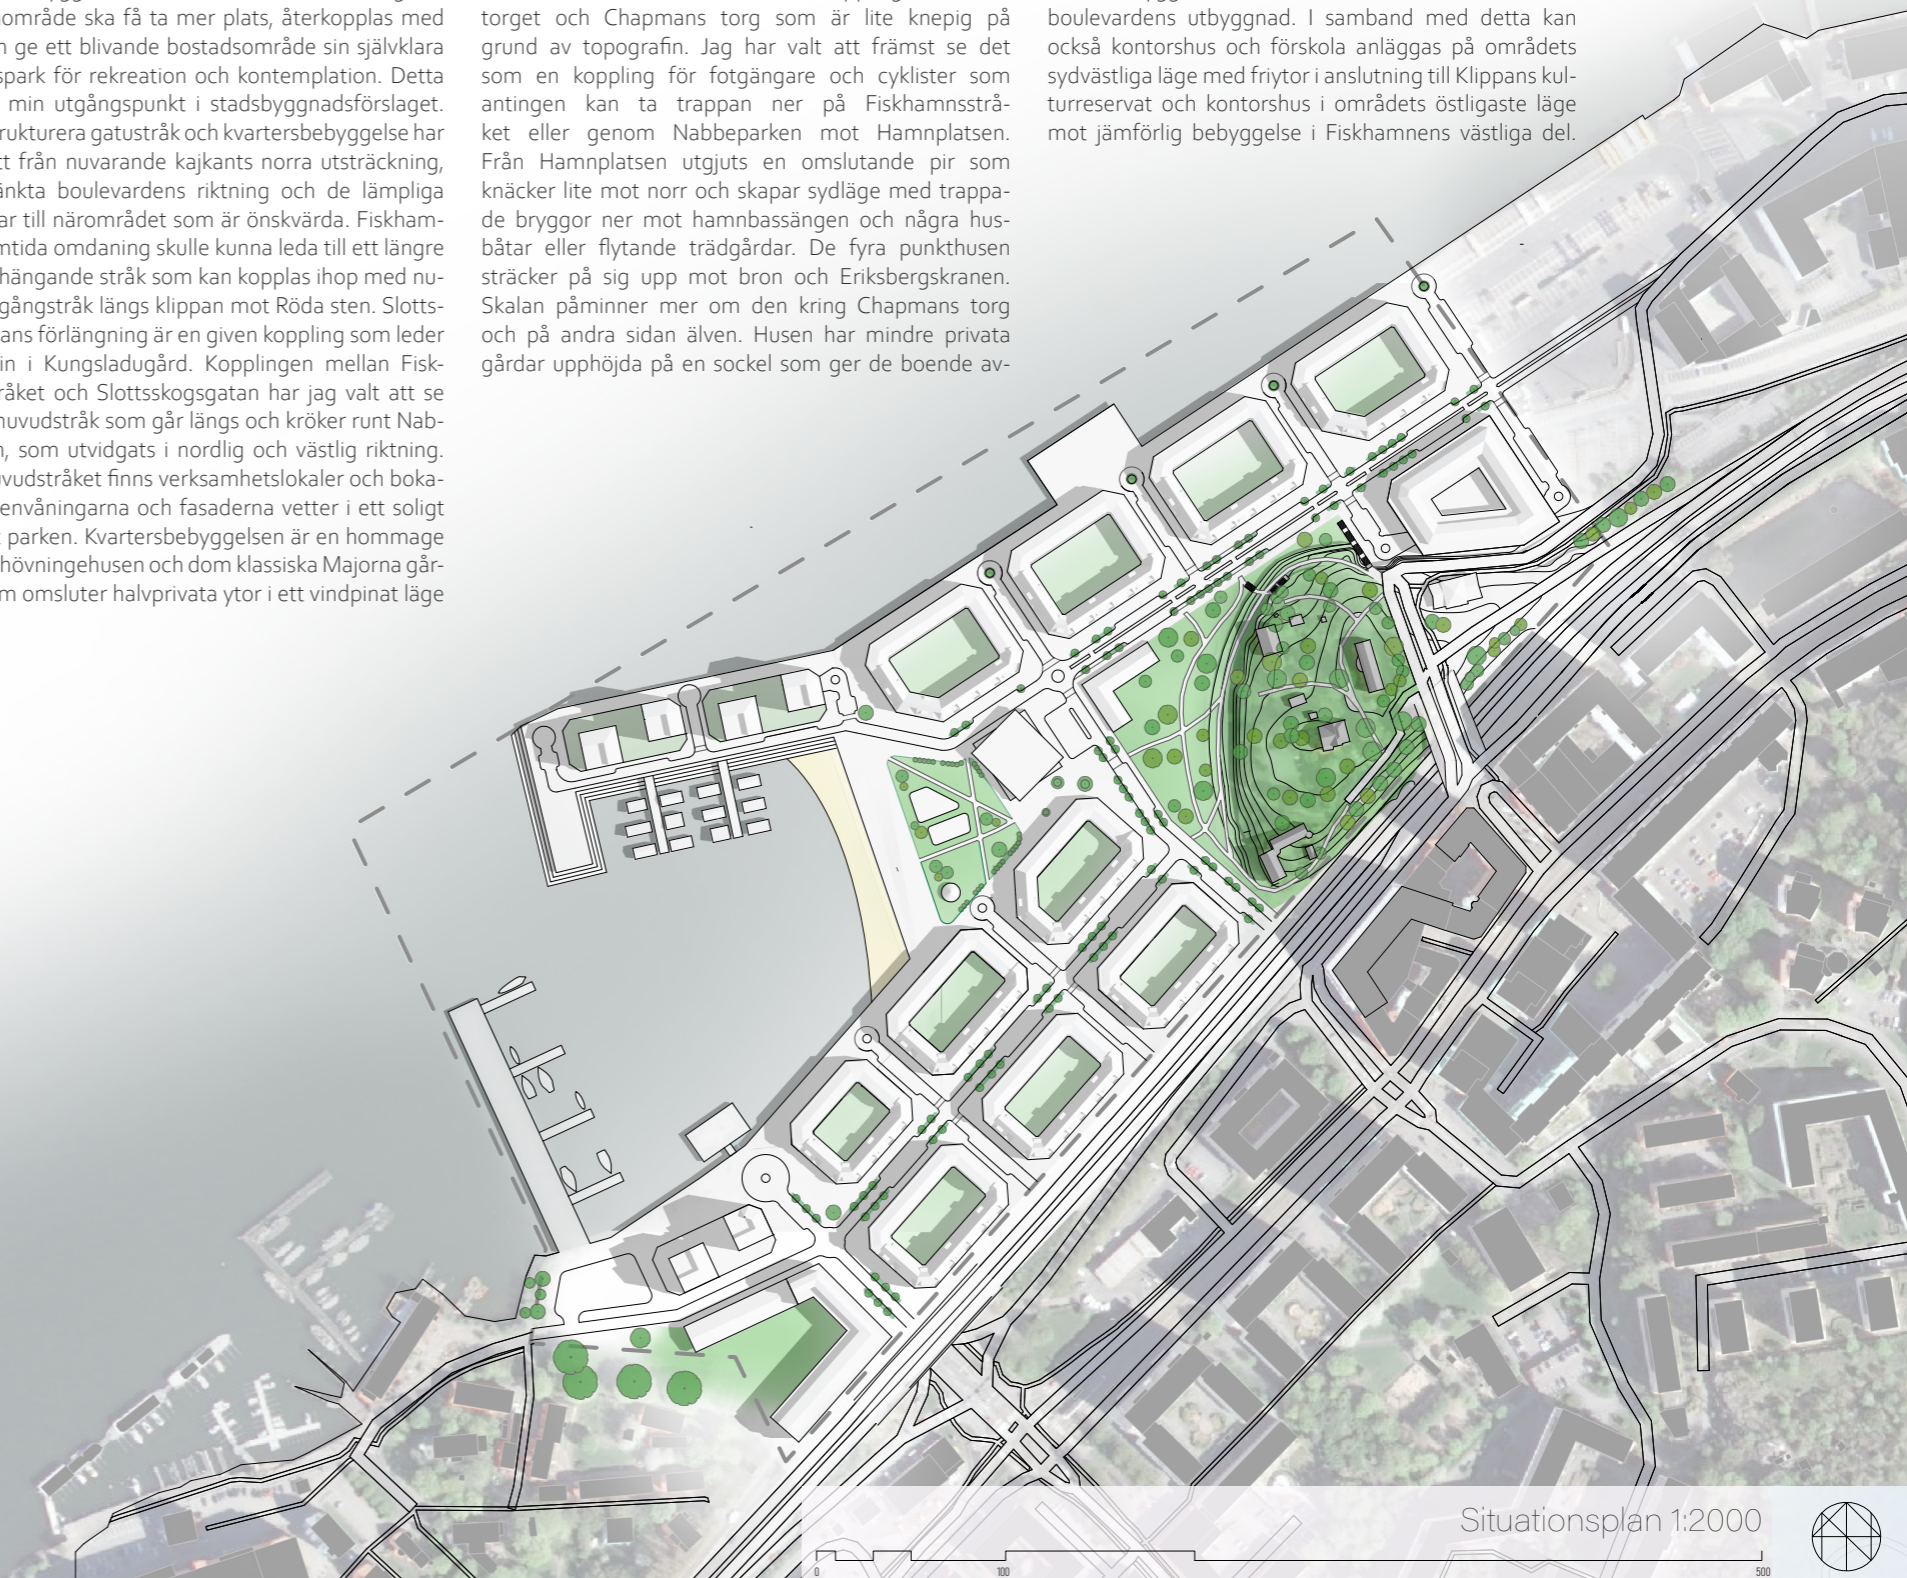 område ska få ta mer plats, återkopplas med
ge ett blivande bostadsområde sin självklara
spark för rekreation och kontemplation. Detta
min utgångspunkt i stadsbyggnadsförslaget.
rukturera gatustråk och kvartersbebyggelse har
tt från nuvarande kajkants norra utsträckning,
änkta boulevardens riktning och de lämpliga
ar till närområdet som är önskvärda. Fiskham-
mtida omdaning skulle kunna leda till ett längre
hängande stråk som kan kopplas ihop med nu-
gångstråk längs klippan mot Röda sten. Slotts-
ans förlängning är en given koppling som leder
in i Kungsladugård. Kopplingen mellan Fisk-
råket och Slottsskogsgatan har jag valt att se
huvudstråk som går längs och kröker runt Nab-
n, som utvidgats i nordlig och västlig riktning.
uvudstråket finns verksamhetslokaler och boka-
tenvåningarna och fasaderna vetter i ett soligt
t parken. Kvartersbebyggelsen är en hommage
hövningehusen och dom klassiska Majorna går-
m omsluter halvprivata ytor i ett vindpinat läge
torget och Chapmans torg som är lite knepig på
grund av topografin. Jag har valt att främst se det
som en koppling för fotgängare och cyklister som
antingen kan ta trappan ner på Fiskhamnsstrå-
ket eller genom Nabbeparken mot Hamnplatsen.
Från Hamnplatsen utgjuts en omslutande pir som
knäcker lite mot norr och skapar sydläge med trappa-
de bryggor ner mot hamnbassängen och några hus-
båtar eller flytande trädgårdar. De fyra punkthusen
sträcker på sig upp mot bron och Eriksbergskranen.
Skalan påminner mer om den kring Chapmans torg
och på andra sidan älven. Husen har mindre privata
gårdar upphöjda på en sockel som ger de boende av-
boulevardens utbyggnad. I samband med detta kan
också kontorshus och förskola anläggas på områdets
sydvästliga läge med friytor i anslutning till Klippans kul-
turreservat och kontorshus i områdets östligaste läge
mot jämförlig bebyggelse i Fiskhamnens västliga del.
Situationsplan 1:2000
0 100 500